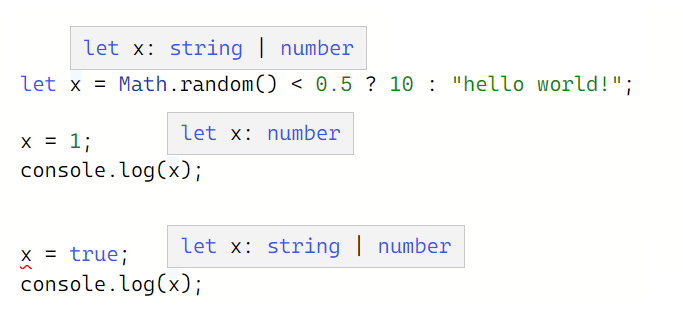 let x: string | number
let x = Math.random() < 0.5 ? 10 : "hello world!";
let x: number
x = 1;
console.log(x);
let x: string | number
x = true;
console.log(x);